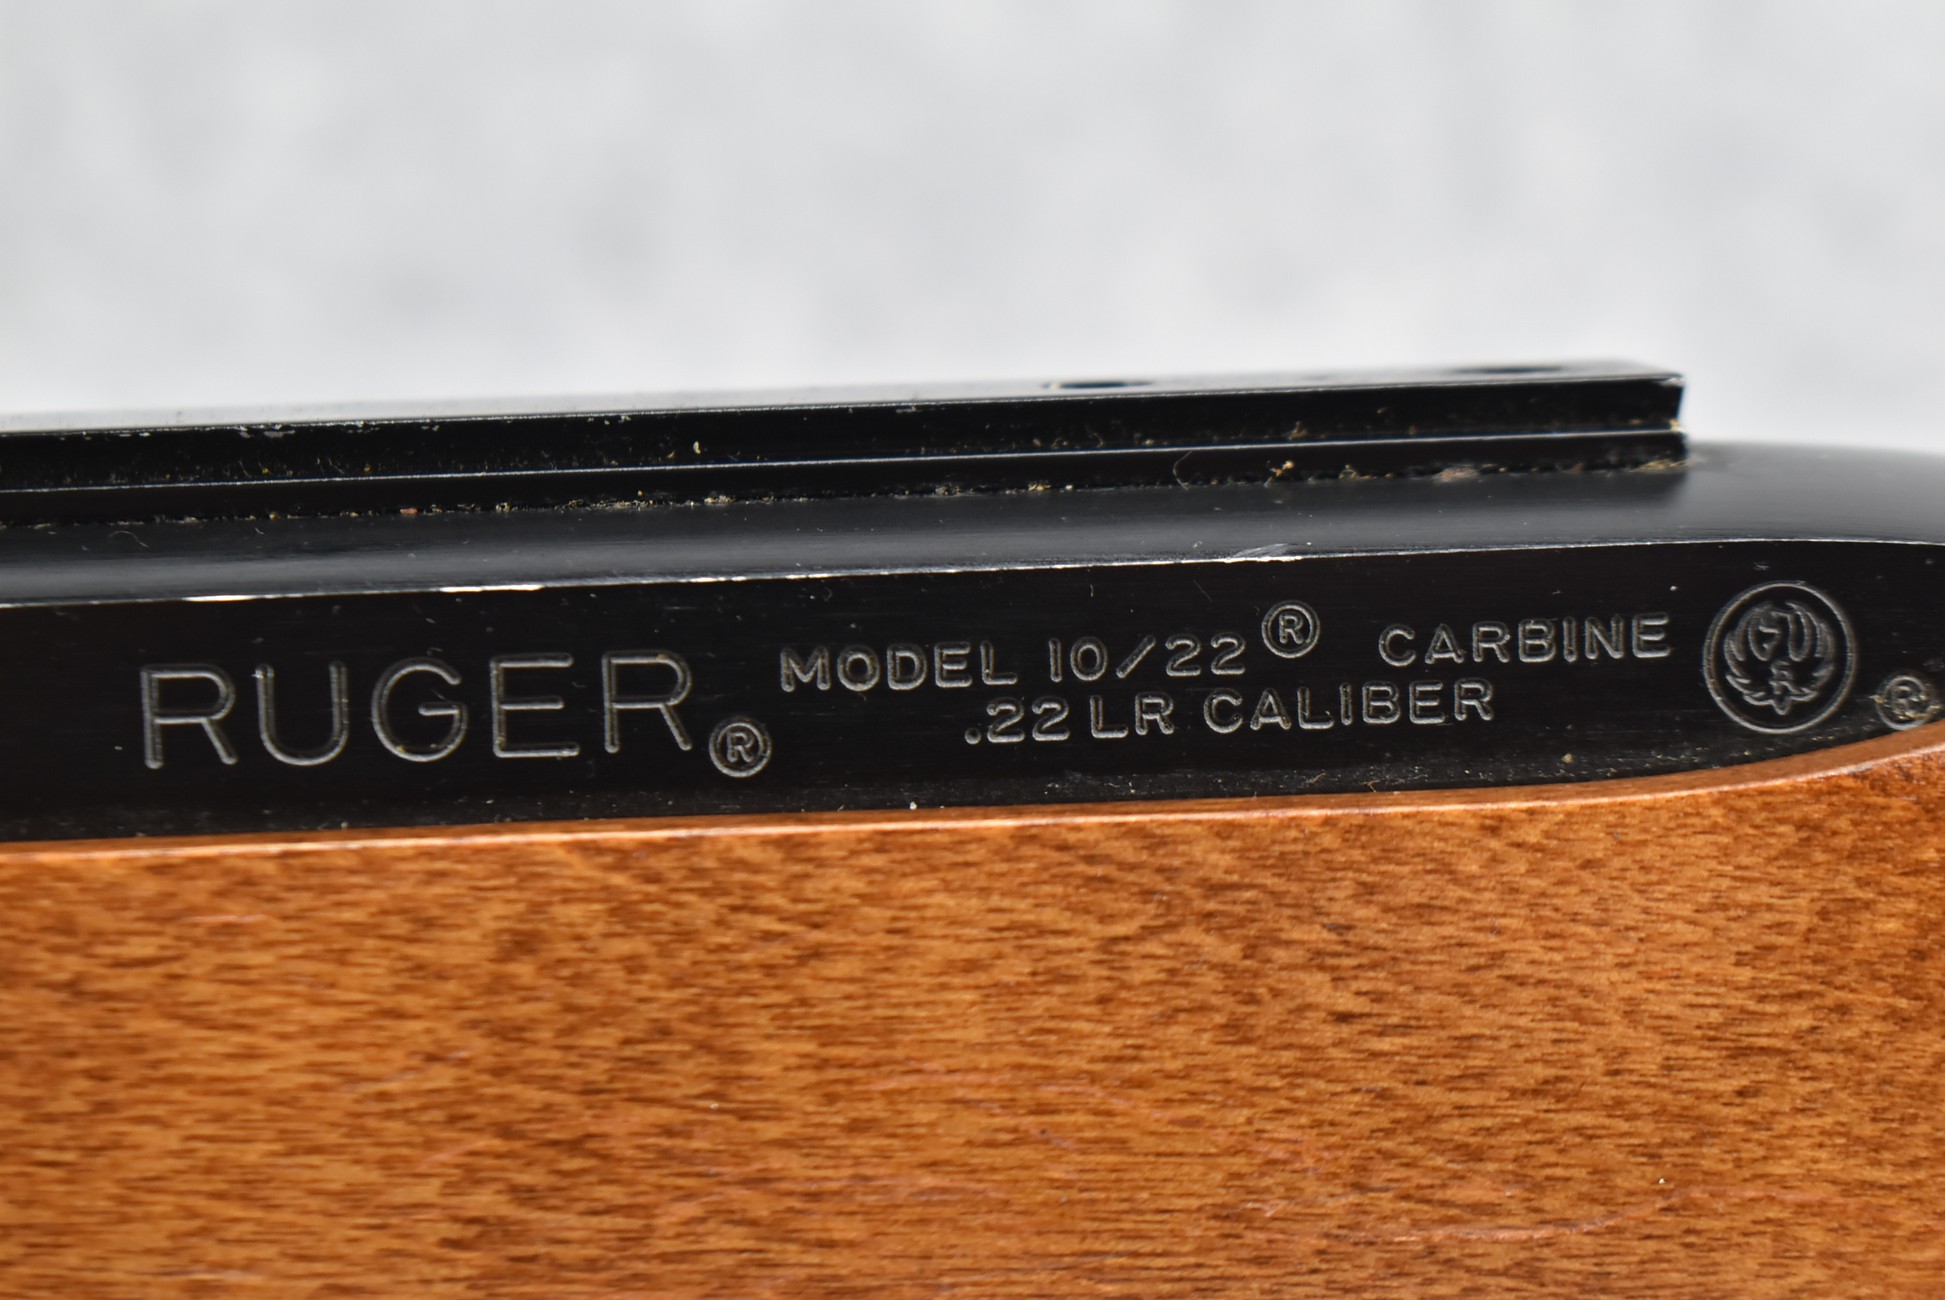 RUGER® MODEL 10/22® CARBINE ®
.22 LR CALIBER